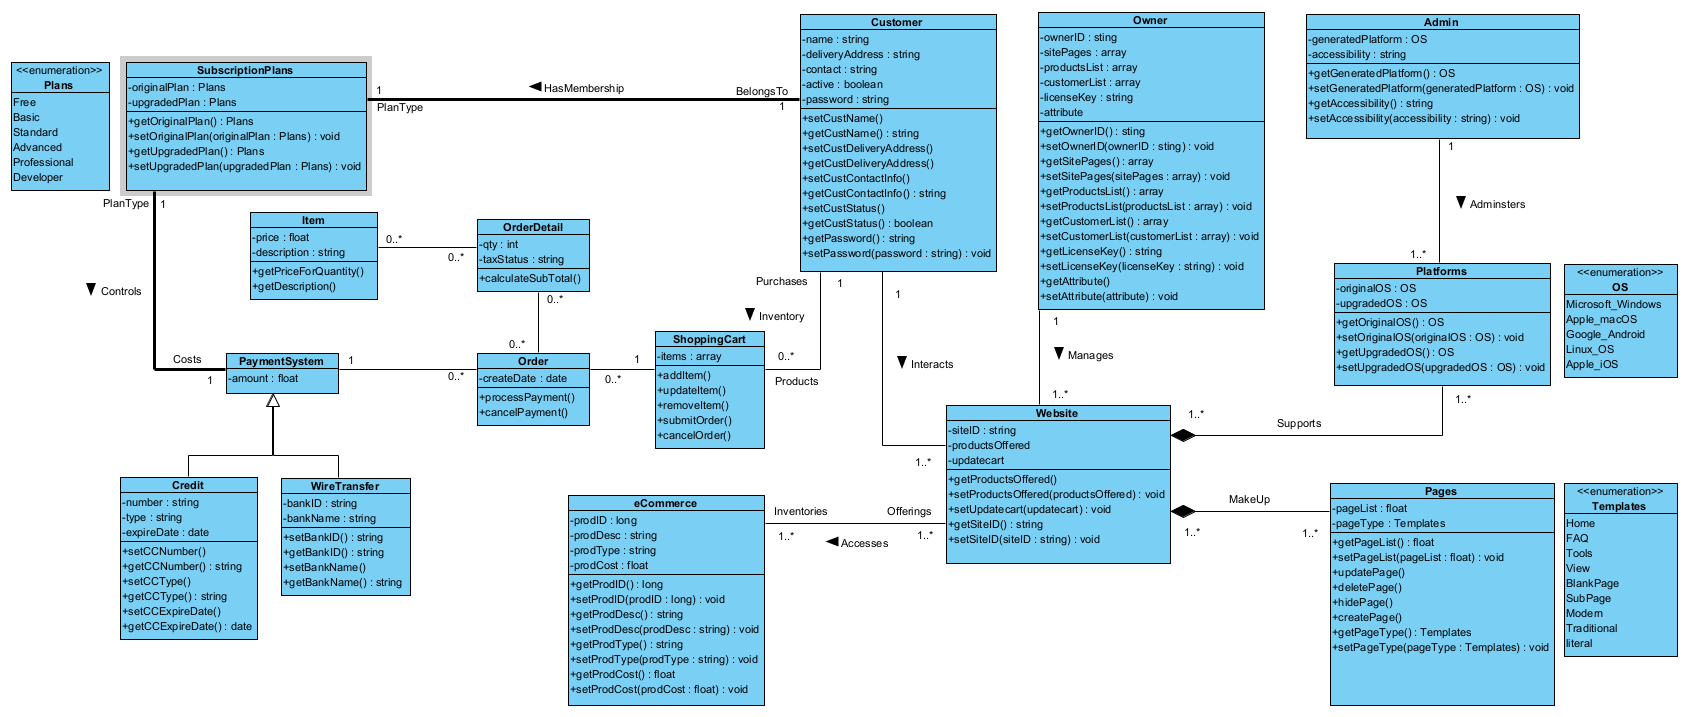 <<enumeration>>
Plans
Free
Basic
Standard
Advanced
Professional
Developer
SubscriptionPlans
-originalPlan : Plans
-upgradedPlan : Plans
+getOriginalPlan() : Plans
+setOriginalPlan(originalPlan : Plans) : void
+getUpgradedPlan() : Plans
+setUpgradedPlan(upgradedPlan : Plans) : void
1
PlanType
HasMembership
BelongsTo
1
Customer
-name : string
-deliveryAddress : string
-contact : string
-active : boolean
-password : string
+setCustName()
+getCustName() : string
+setCustDeliveryAddress()
+getCustDeliveryAddress()
+setCustContactInfo()
+getCustContactInfo() : string
+setCustStatus()
+getCustStatus() : boolean
+getPassword() : string
+setPassword(password : string) : void
Owner
-ownerID : sting
-sitePages : array
-productsList : array
-customerList : array
-licenseKey : string
-attribute
+getOwnerID() : sting
+setOwnerID(ownerID : sting) : void
+getSitePages() : array
+setSitePages(sitePages : array) : void
+getProductsList() : array
+setProductsList(productsList : array) : void
+getCustomerList() : array
+setCustomerList(customerList : array) : void
+getLicenseKey() : string
+setLicenseKey(licenseKey : string) : void
+getAttribute()
+setAttribute(attribute) : void
Admin
-generatedPlatform : OS
-accessibility : string
+getGeneratedPlatform() : OS
+setGeneratedPlatform(generatedPlatform : OS) : void
+getAccessibility() : string
+setAccessibility(accessibility : string) : void
1
Adminsters
1..*
PlanType 1
Controls
Costs
1
Item
-price : float
-description : string
+getPriceForQuantity()
+getDescription()
0..*
0..*
OrderDetail
-qty : int
-taxStatus : string
+calculateSubTotal()
0..*
0..*
Purchases
1
Inventory
0..*
Products
1
Interacts
1..*
1
Manages
1..*
Platforms
-originalOS : OS
-upgradedOS : OS
+getOriginalOS() : OS
+setOriginalOS(originalOS : OS) : void
+getUpgradedOS() : OS
+setUpgradedOS(upgradedOS : OS) : void
<<enumeration>>
OS
Microsoft_Windows
Apple_macOS
Google_Android
Linux_OS
Apple_iOS
PaymentSystem
-amount : float
1
0..*
Order
-createDate : date
+processPayment()
+cancelPayment()
1
0..*
ShoppingCart
-items : array
+addItem()
+updateItem()
+removeItem()
+submitOrder()
+cancelOrder()
Website
-siteID : string
-productsOffered
-updatecart
+getProductsOffered()
+setProductsOffered(productsOffered) : void
+setUpdatecart(updatecart) : void
+getSiteID() : string
+setSiteID(siteID : string) : void
1..*
Supports
1..*
MakeUp
1..*
1..*
Credit
-number : string
-type : string
-expireDate : date
+setCCNumber()
+getCCNumber() : string
+setCCType()
+getCCType() : string
+setCCExpireDate()
+getCCExpireDate() : date
WireTransfer
-bankID : string
-bankName : string
+setBankID() : string
+getBankID() : string
+setBankName()
+getBankName() : string
eCommerce
-prodID : long
-prodDesc : string
-prodType : string
-prodCost : float
+getProdID() : long
+setProdID(prodID : long) : void
+getProdDesc() : string
+setProdDesc(prodDesc : string) : void
+getProdType() : string
+setProdType(prodType : string) : void
+getProdCost() : float
+setProdCost(prodCost : float) : void
Inventories
Offerings
1..*
Accesses
1..*
Pages
-pageList : float
-pageType : Templates
+getPageList() : float
+setPageList(pageList : float) : void
+updatePage()
+deletePage()
+hidePage()
+createPage()
+getPageType() : Templates
+setPageType(pageType : Templates) : void
<<enumeration>>
Templates
Home
FAQ
Tools
View
BlankPage
SubPage
Modern
Traditional
literal